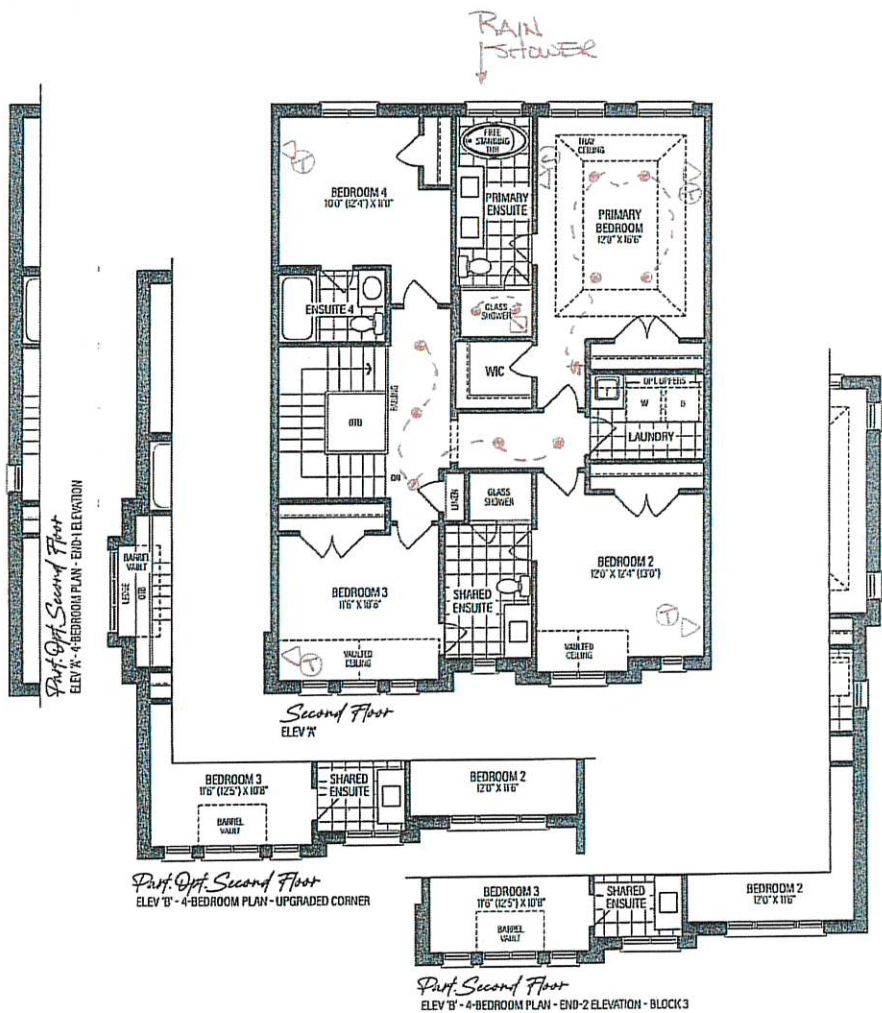 RAIN
SHOWER
FREE
STANDING
TUB
TRAY
CEILING
BEDROOM 4
10'0" (12'4") X 11'0"
PRIMARY
ENSUITE
PRIMARY
BEDROOM
12'0" X 16'6"
T
T
ENSUITE 4
GLASS
SHOWER
WIC
OPT. UPPERS
T
W
D
LAUNDRY
RAILING
OTB
DN
LINEN
GLASS
SHOWER
BEDROOM 3
11'6" X 10'8"
SHARED
ENSUITE
BEDROOM 2
12'0" X 12'4" (13'0")
T
T
VAULTED
CEILING
VAULTED
CEILING
Second Floor
ELEV 'A'
Part. Opt. Second Floor
ELEV 'A' - 4-BEDROOM PLAN - END-1 ELEVATION
BARREL
VAULT
LEDGE
OTB
BEDROOM 3
11'6" (12'5") X 10'8"
BARREL
VAULT
SHARED
ENSUITE
BEDROOM 2
12'0" X 11'6"
Part. Opt. Second Floor
ELEV 'B' - 4-BEDROOM PLAN - UPGRADED CORNER
BEDROOM 3
11'6" (12'5") X 10'8"
BARREL
VAULT
SHARED
ENSUITE
BEDROOM 2
12'0" X 11'6"
Part. Second Floor
ELEV 'B' - 4-BEDROOM PLAN - END-2 ELEVATION - BLOCK 3